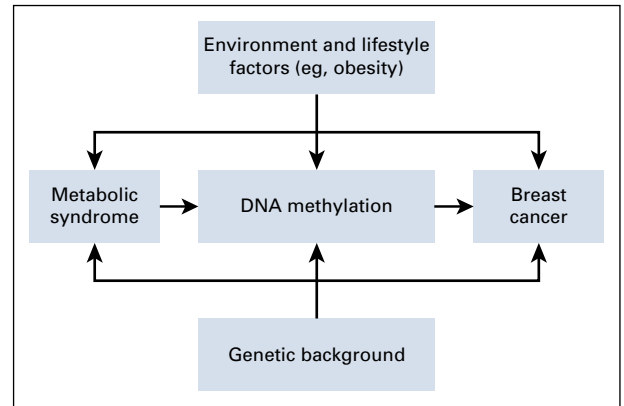 Environment and lifestyle
factors (eg, obesity)
Metabolic
syndrome
DNA methylation
Breast
cancer
Genetic background